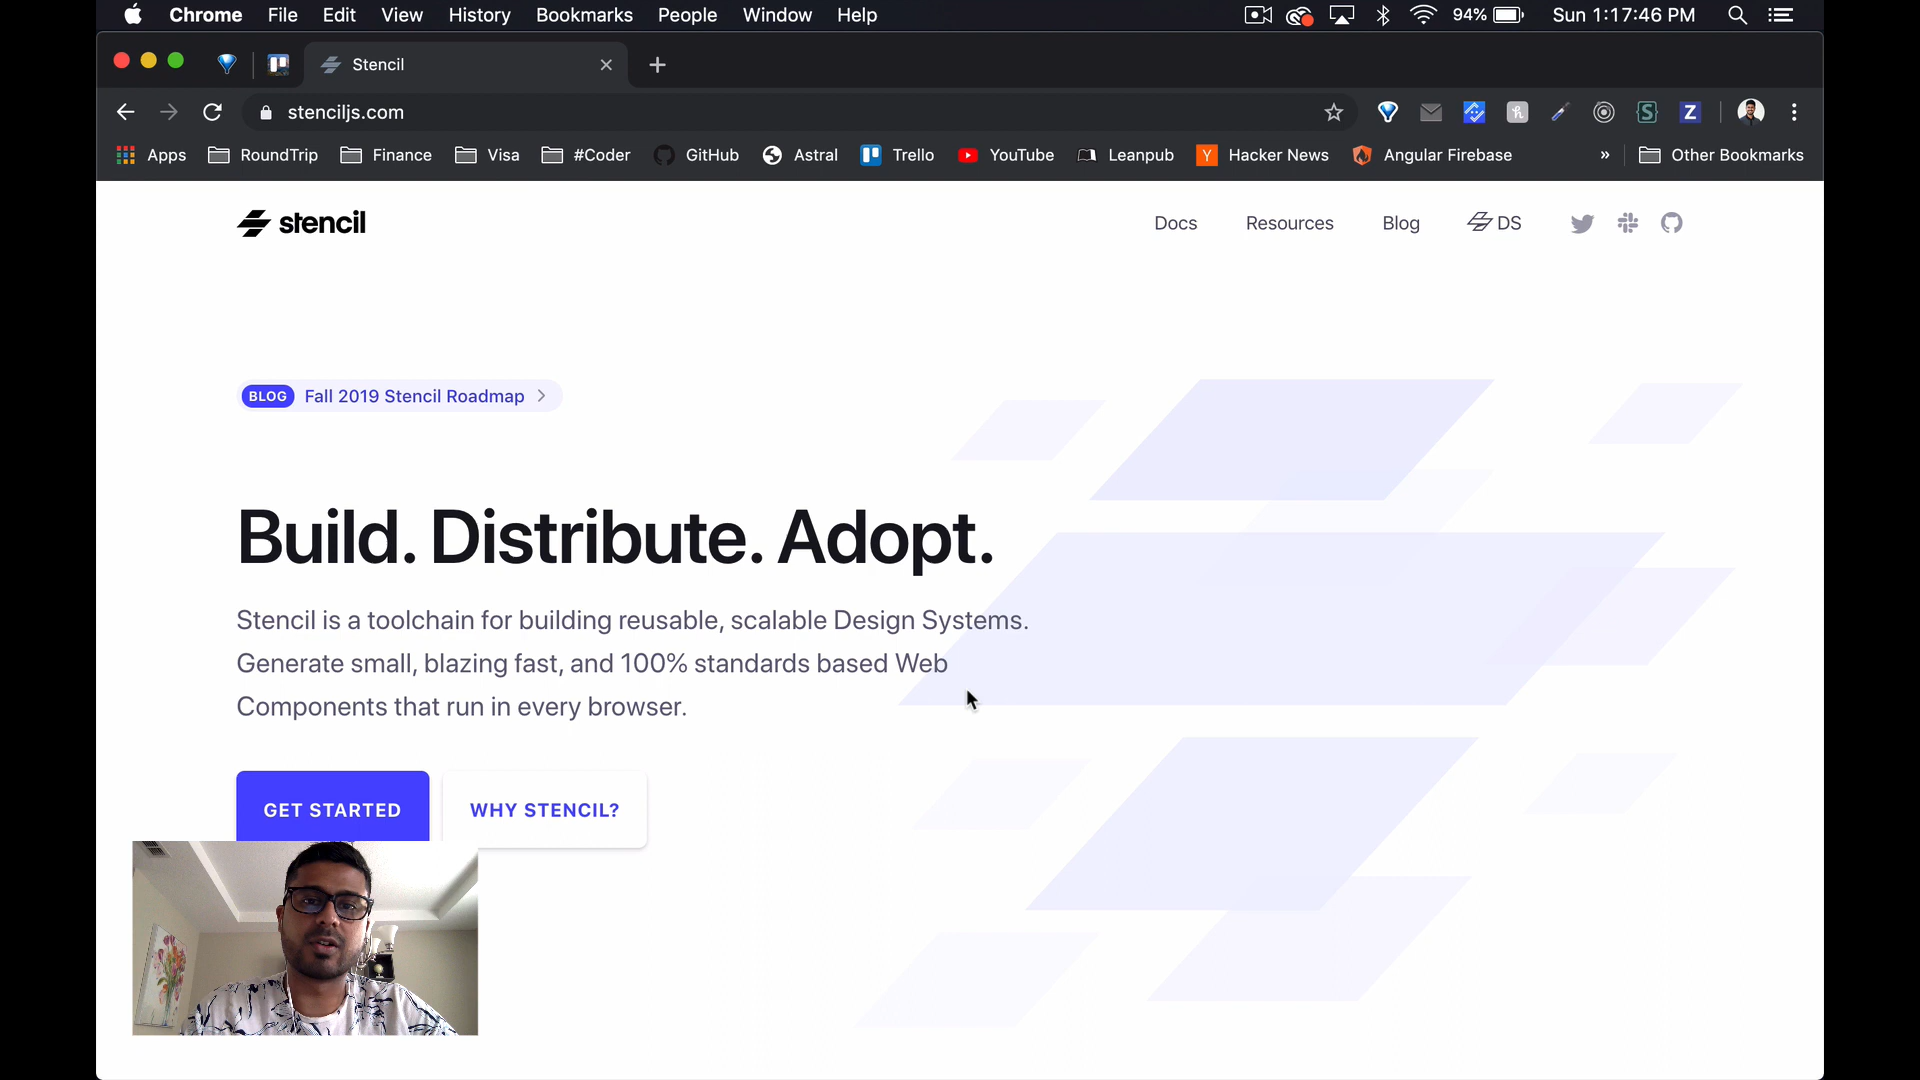 Chrome File Edit View History Bookmarks People Window Help 94% Sun 1:17:46 PM
Stencil
stenciljs.com
Apps RoundTrip Finance Visa #Coder GitHub Astral Trello YouTube Leanpub Hacker News Angular Firebase » Other Bookmarks
stencil Docs Resources Blog DS
BLOG Fall 2019 Stencil Roadmap
Build. Distribute. Adopt.
Stencil is a toolchain for building reusable, scalable Design Systems.
Generate small, blazing fast, and 100% standards based Web
Components that run in every browser.
GET STARTED WHY STENCIL?